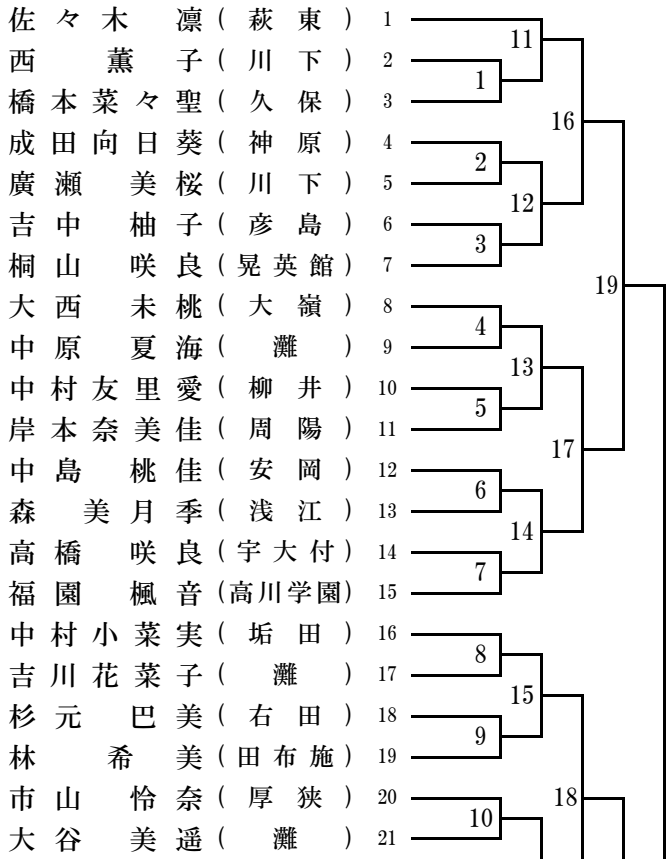 佐々木 凛 ( 萩 東 ) 1
西 薫 子 ( 川 下 ) 2
橋本菜々聖 ( 久 保 ) 3
成田向日葵 ( 神 原 ) 4
廣瀬 美桜 ( 川 下 ) 5
吉中 柚子 ( 彦 島 ) 6
桐山 咲良 ( 晃英館 ) 7
大西 未桃 ( 大 嶺 ) 8
中原 夏海 ( 灘 ) 9
中村友里愛 ( 柳 井 ) 10
岸本奈美佳 ( 周 陽 ) 11
中島 桃佳 ( 安 岡 ) 12
森 美月季 ( 浅 江 ) 13
高橋 咲良 ( 宇大付 ) 14
福園 楓音 (高川学園) 15
中村小菜実 ( 垢 田 ) 16
吉川花菜子 ( 灘 ) 17
杉元 巴美 ( 右 田 ) 18
林 希美 ( 田布施 ) 19
市山 怜奈 ( 厚 狭 ) 20
大谷 美遥 ( 灘 ) 21
11
1
16
2
12
3
19
4
13
5
17
6
14
7
8
15
9
18
10